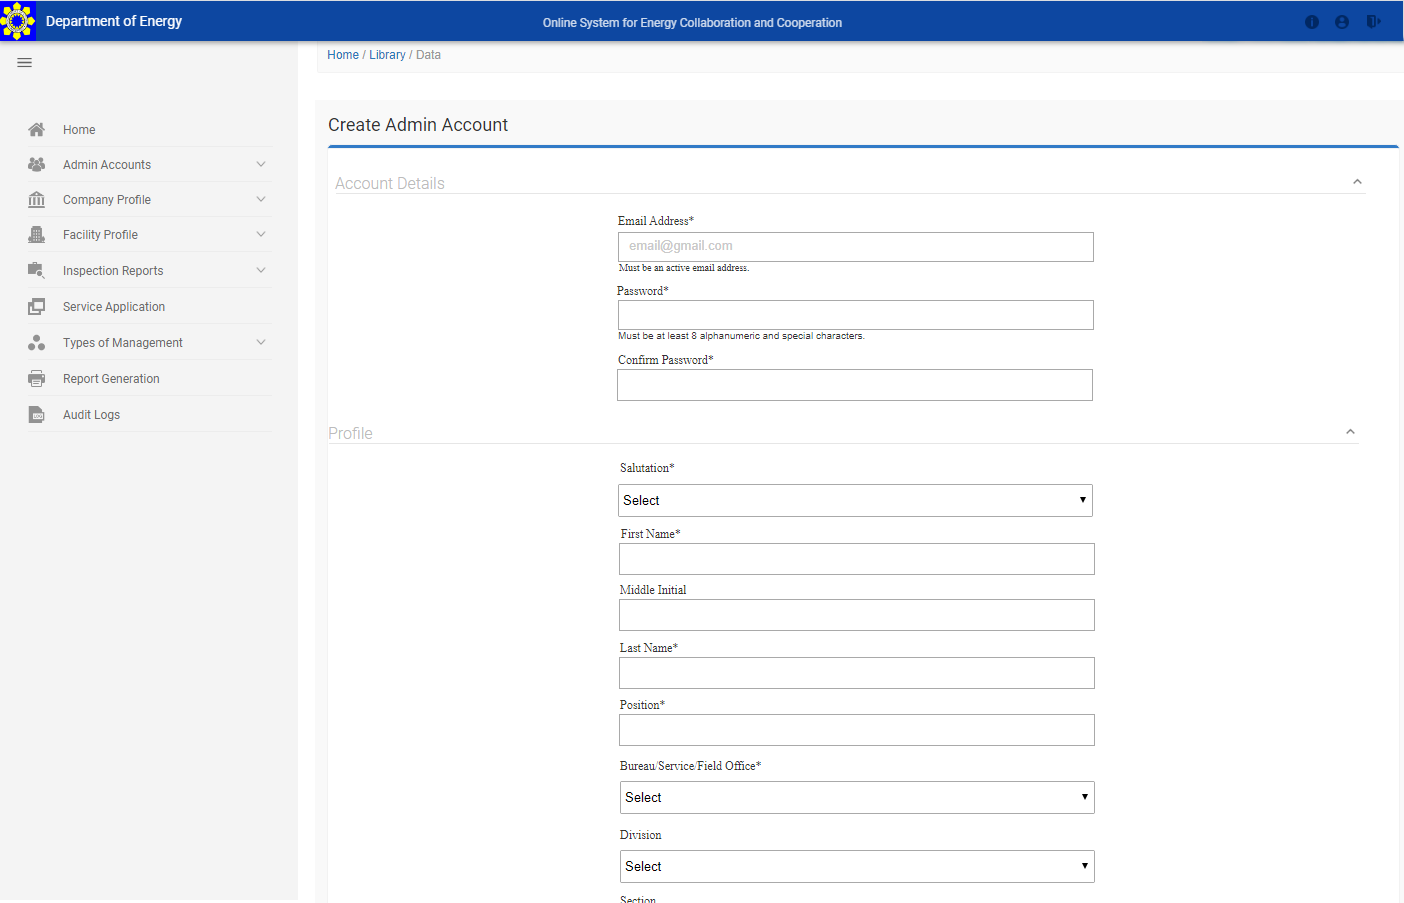 Department of Energy
Online System for Energy Collaboration and Cooperation
Home / Library / Data
Home
Admin Accounts
Company Profile
Facility Profile
Inspection Reports
Service Application
Types of Management
Report Generation
Audit Logs
Create Admin Account
Account Details
Email Address*
email@gmail.com
Must be an active email address.
Password*
Must be at least 8 alphanumeric and special characters.
Confirm Password*
Profile
Salutation*
Select
First Name*
Middle Initial
Last Name*
Position*
Bureau/Service/Field Office*
Select
Division
Select
Section